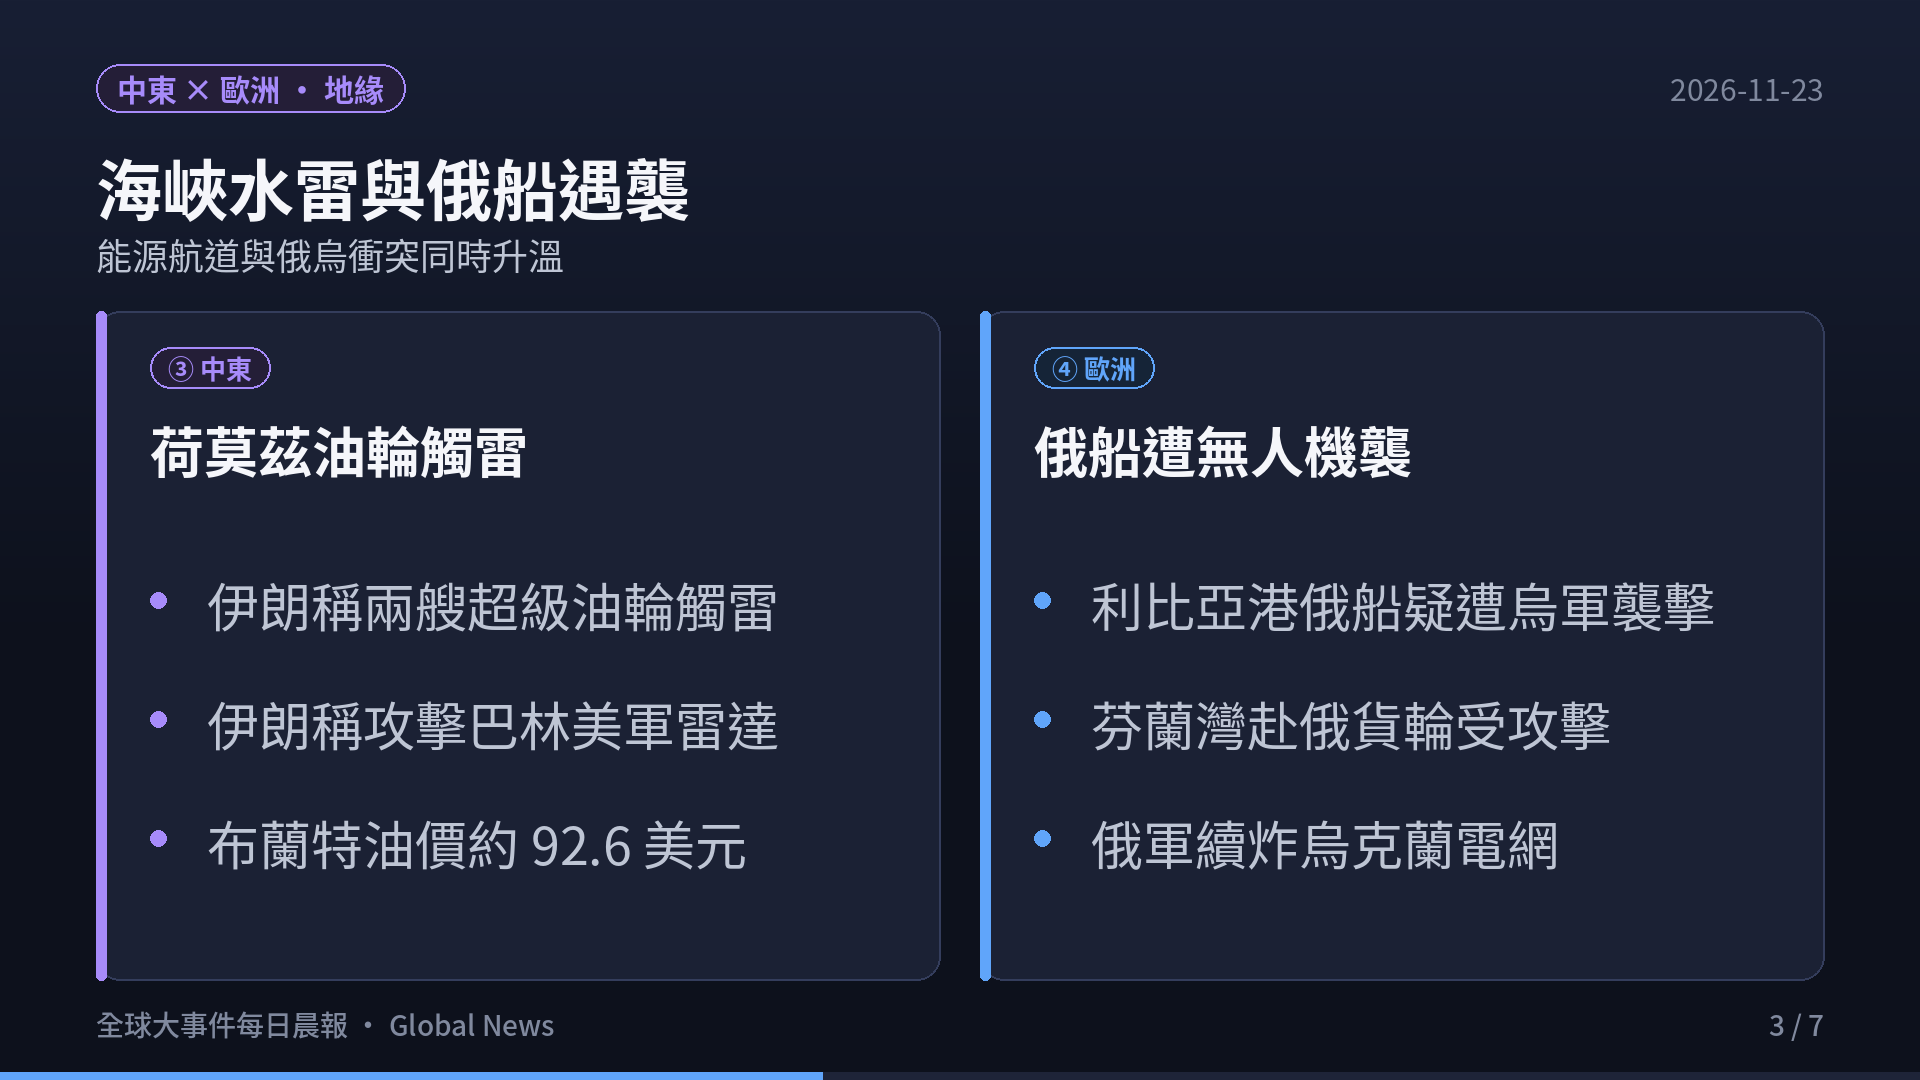 中東 × 歐洲 · 地緣
2026-11-23
海峽水雷與俄船遇襲
能源航道與俄烏衝突同時升溫
③ 中東
荷莫茲油輪觸雷
• 伊朗稱兩艘超級油輪觸雷
• 伊朗稱攻擊巴林美軍雷達
• 布蘭特油價約 92.6 美元
④ 歐洲
俄船遭無人機襲
• 利比亞港俄船疑遭烏軍襲擊
• 芬蘭灣赴俄貨輪受攻擊
• 俄軍續炸烏克蘭電網
全球大事件每日晨報 · Global News
3 / 7